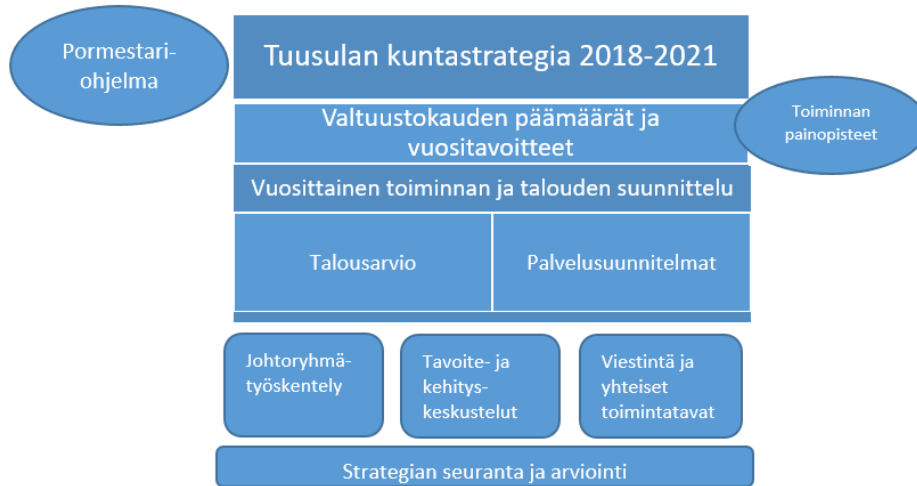 Pormestari-
ohjelma
Tuusulan kuntastrategia 2018-2021
Valtuustokauden päämäärät ja
vuositavoitteet
Toiminnan
painopisteet
Vuosittainen toiminnan ja talouden suunnittelu
Talousarvio
Palvelusuunnitelmat
Johtoryhmä-
työskentely
Tavoite- ja
kehitys-
keskustelut
Viestintä ja
yhteiset
toimintatavat
Strategian seuranta ja arviointi